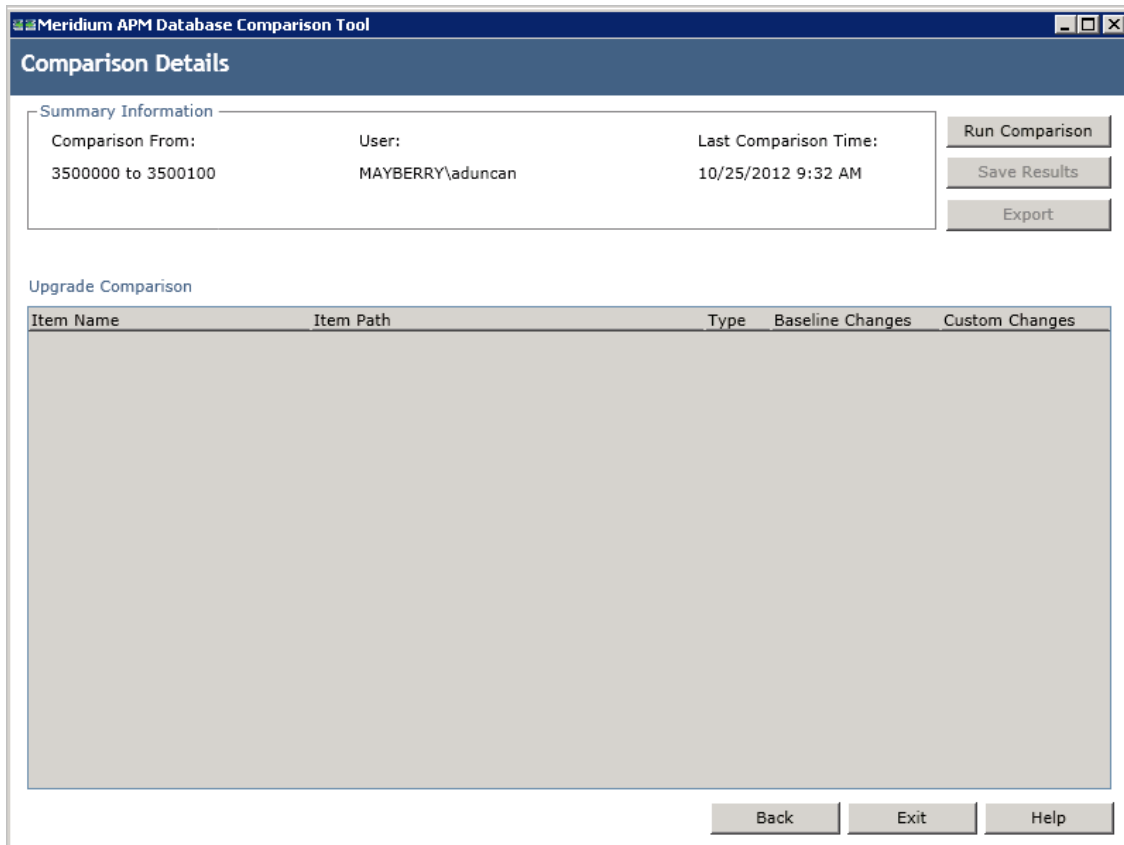 Meridium APM Database Comparison Tool
Comparison Details
Summary Information
Comparison From: User: Last Comparison Time:
3500000 to 3500100 MAYBERRY\aduncan 10/25/2012 9:32 AM
Run Comparison
Save Results
Export
Upgrade Comparison
Item Name Item Path Type Baseline Changes Custom Changes
Back Exit Help